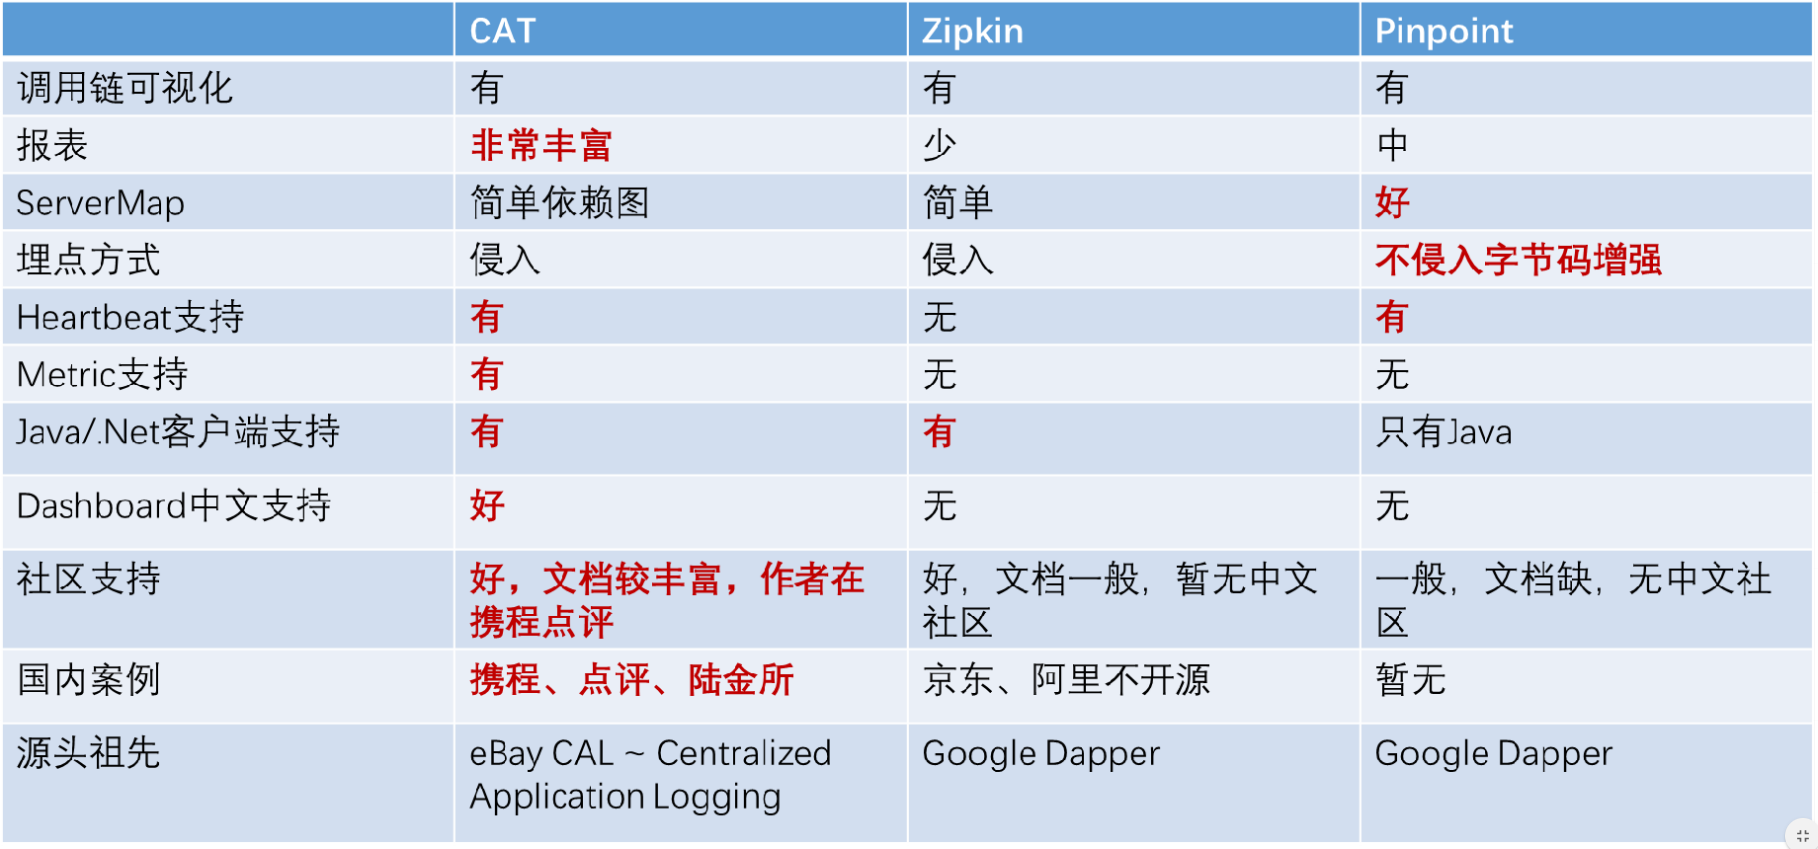 CAT Zipkin Pinpoint
调用链可视化 有 有 有
报表 非常丰富 少 中
ServerMap 简单依赖图 简单 好
埋点方式 侵入 侵入 不侵入字节码增强
Heartbeat支持 有 无 有
Metric支持 有 无 无
Java/.Net客户端支持 有 有 只有Java
Dashboard中文支持 好 无 无
社区支持 好，文档较丰富，作者在 好，文档一般，暂无中文 一般，文档缺，无中文社
携程点评 社区 区
国内案例 携程、点评、陆金所 京东、阿里不开源 暂无
源头祖先 eBay CAL ~ Centralized Google Dapper Google Dapper
Application Logging